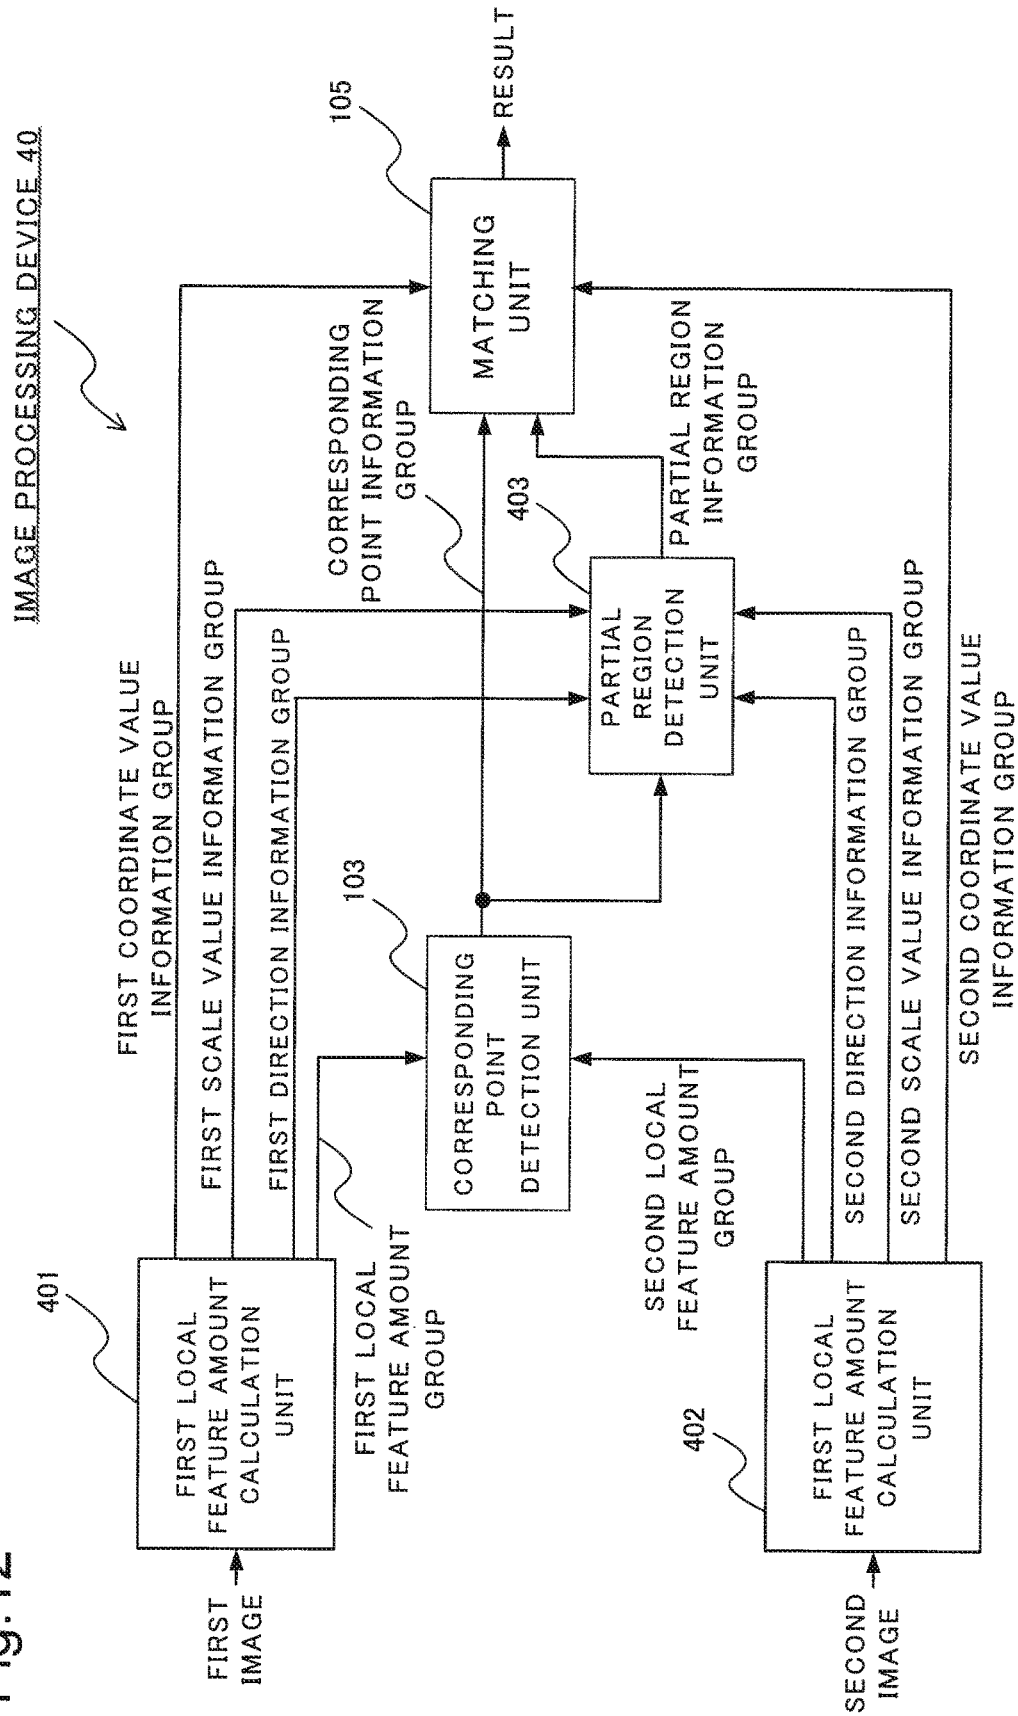 Fig.12
IMAGE PROCESSING DEVICE 40
401
FIRST LOCAL
FEATURE AMOUNT
CALCULATION
UNIT
FIRST
IMAGE
FIRST COORDINATE VALUE
INFORMATION GROUP
FIRST SCALE VALUE INFORMATION GROUP
FIRST DIRECTION INFORMATION GROUP
FIRST LOCAL
FEATURE AMOUNT
GROUP
103
CORRESPONDING
POINT
DETECTION UNIT
CORRESPONDING
POINT INFORMATION
GROUP
105
MATCHING
UNIT
RESULT
403
PARTIAL
REGION
DETECTION
UNIT
PARTIAL REGION
INFORMATION
GROUP
SECOND LOCAL
FEATURE AMOUNT
GROUP
402
FIRST LOCAL
FEATURE AMOUNT
CALCULATION
UNIT
SECOND
IMAGE
SECOND DIRECTION INFORMATION GROUP
SECOND SCALE VALUE INFORMATION GROUP
SECOND COORDINATE VALUE
INFORMATION GROUP